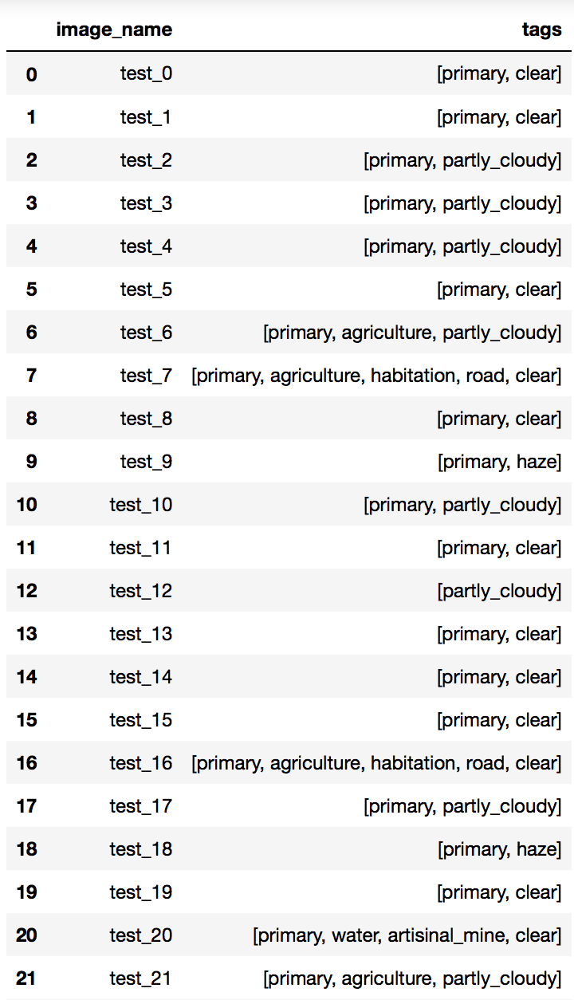 image_name tags
0 test_0 [primary, clear]
1 test_1 [primary, clear]
2 test_2 [primary, partly_cloudy]
3 test_3 [primary, partly_cloudy]
4 test_4 [primary, partly_cloudy]
5 test_5 [primary, clear]
6 test_6 [primary, agriculture, partly_cloudy]
7 test_7 [primary, agriculture, habitation, road, clear]
8 test_8 [primary, clear]
9 test_9 [primary, haze]
10 test_10 [primary, partly_cloudy]
11 test_11 [primary, clear]
12 test_12 [partly_cloudy]
13 test_13 [primary, clear]
14 test_14 [primary, clear]
15 test_15 [primary, clear]
16 test_16 [primary, agriculture, habitation, road, clear]
17 test_17 [primary, partly_cloudy]
18 test_18 [primary, haze]
19 test_19 [primary, clear]
20 test_20 [primary, water, artisinal_mine, clear]
21 test_21 [primary, agriculture, partly_cloudy]